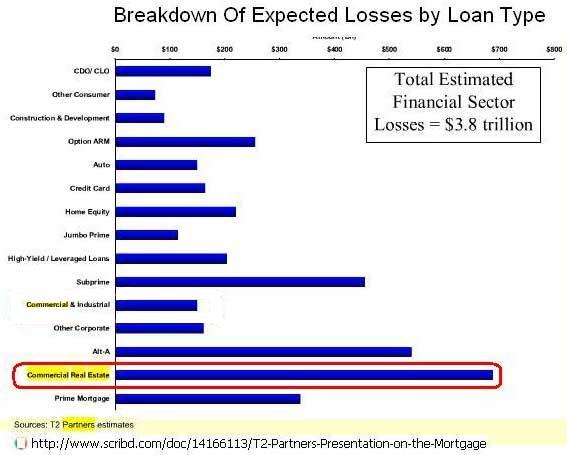 Breakdown Of Expected Losses by Loan Type
$0 $100 $200 $300 $400 $500 $600 $700 $800
Total Estimated
Financial Sector
Losses = $3.8 trillion
CDO/ CLO
Other Consumer
Construction & Development
Option ARM
Auto
Credit Card
Home Equity
Jumbo Prime
High-Yield / Leveraged Loans
Subprime
Commercial & Industrial
Other Corporate
Alt-A
Commercial Real Estate
Prime Mortgage
Sources: T2 Partners estimates
http://www.scribd.com/doc/14166113/T2-Partners-Presentation-on-the-Mortgage